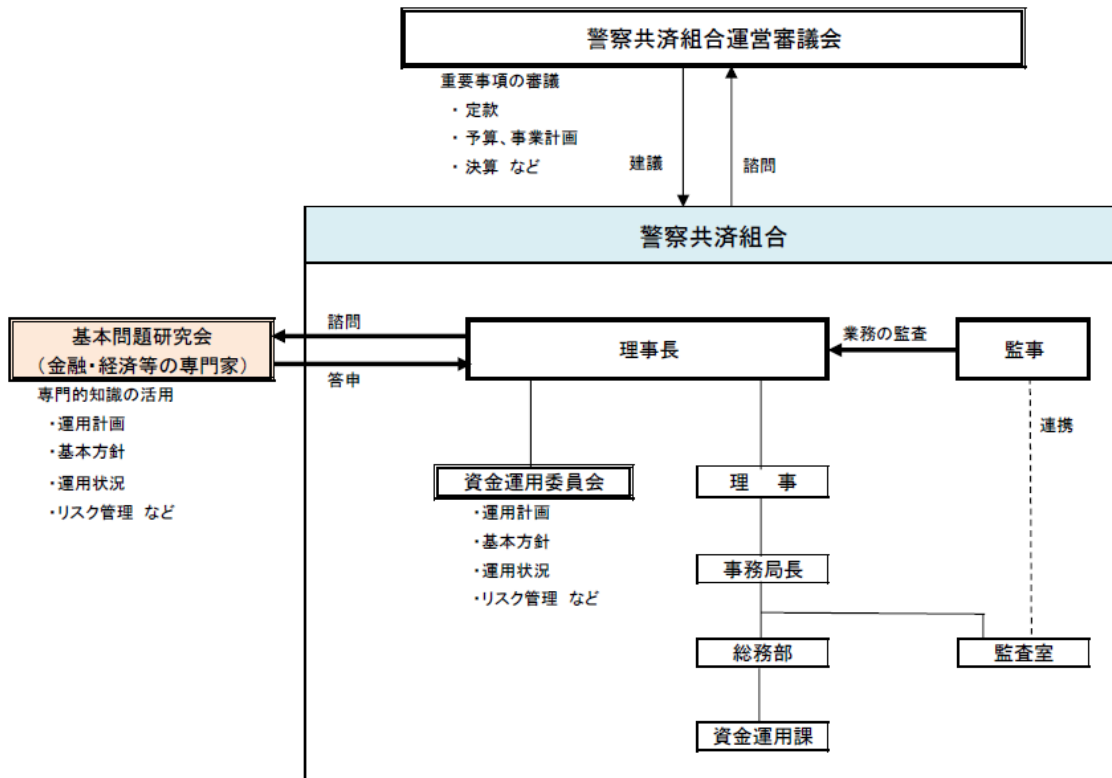 警察共済組合運営審議会
重要事項の審議
・ 定款
・ 予算、事業計画
・ 決算 など
建議
諮問
警察共済組合
基本問題研究会
（金融・経済等の専門家）
専門的知識の活用
・運用計画
・基本方針
・運用状況
・リスク管理 など
諮問
答申
理事長
業務の監査
監事
連携
資金運用委員会
・運用計画
・基本方針
・運用状況
・リスク管理 など
理 事
事務局長
総務部
監査室
資金運用課